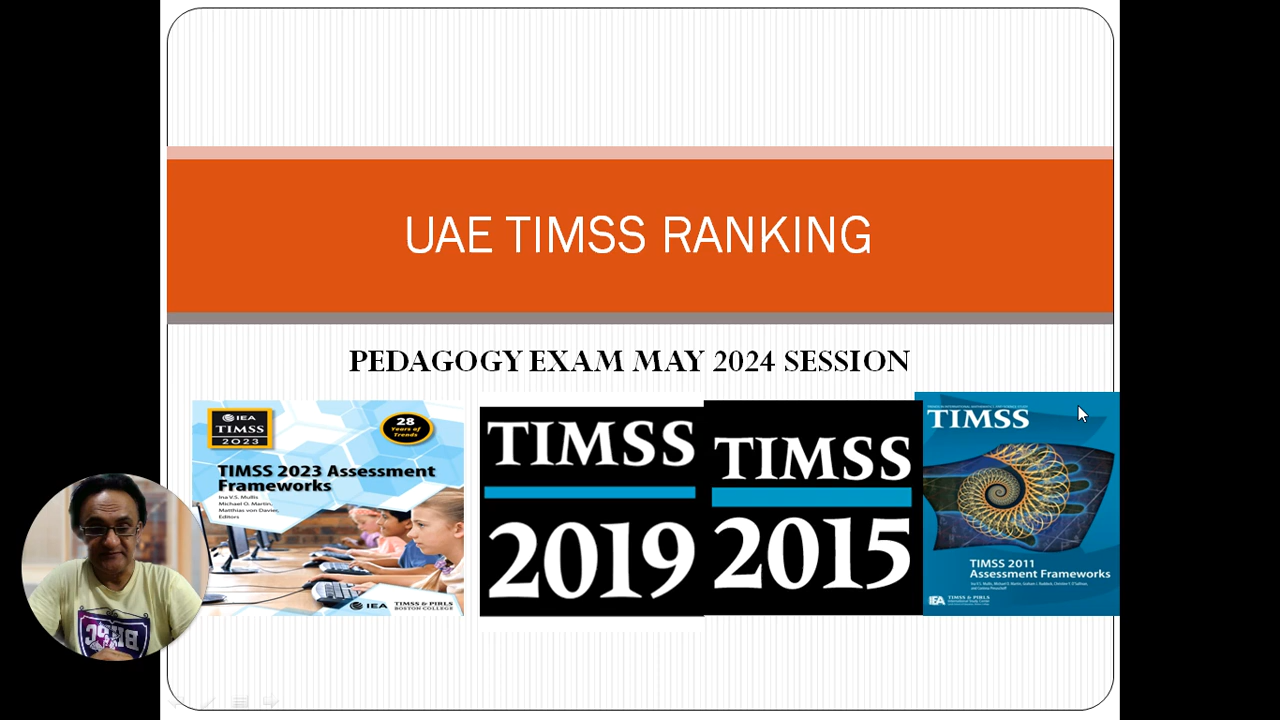 UAE TIMSS RANKING
PEDAGOGY EXAM MAY 2024 SESSION
IEA
TIMSS
2023
28
Years of
Trends
TIMSS 2023 Assessment
Frameworks
Ina V.S. Mullis
Michael O. Martin,
Matthias von Davier,
Editors
IEA
TIMSS & PIRLS
BOSTON COLLEGE
TIMSS
2019
TIMSS
2015
TIMSS
TIMSS 2011
Assessment Frameworks
IEA
TIMSS & PIRLS